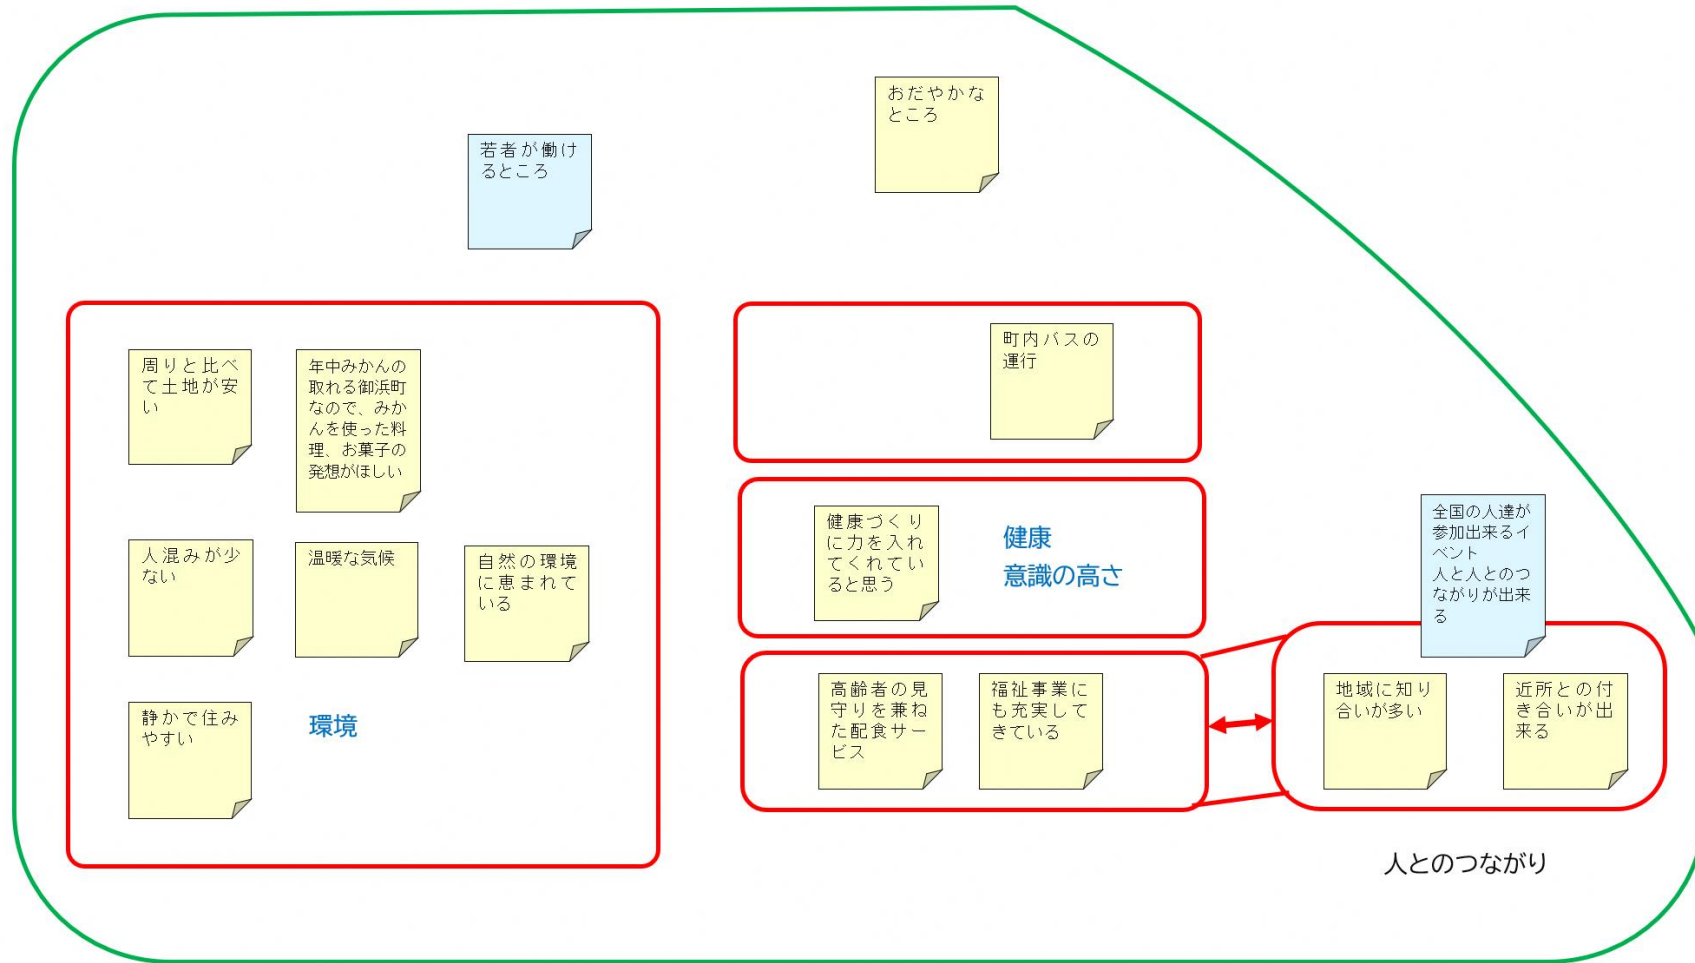 おだやかな
ところ
若者が働け
るところ
周りと比べ
て土地が安
い
年中みかんの
取れる御浜町
なので、みか
んを使った料
理、お菓子の
発想がほしい
人混みが少
ない
温暖な気候
自然の環境
に恵まれて
いる
静かで住み
やすい
環境
町内バスの
運行
健康づくり
に力を入れ
てくれてい
ると思う
健康
意識の高さ
高齢者の見
守りを兼ね
た配食サー
ビス
福祉事業に
も充実して
きている
全国の人達が
参加出来るイ
ベント
人と人とのつ
ながりが出来
る
地域に知り
合いが多い
近所との付
き合いが出
来る
人とのつながり